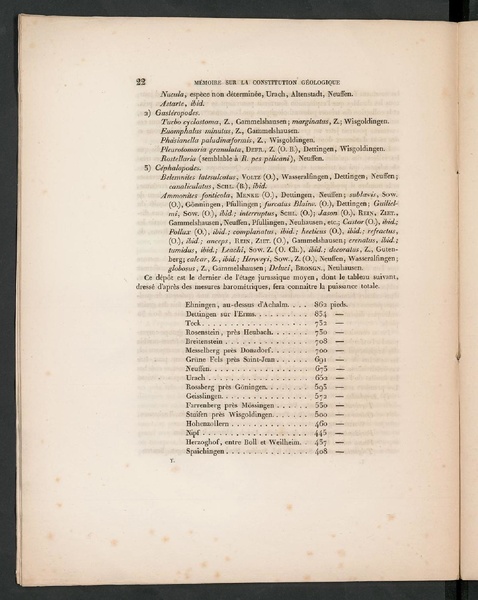 22 MÉMOIRE SUR LA CONSTITUTION GÉOLOGIQUE
Nucula, espèce non déterminée, Urach, Altenstadt, Neuffen.
Astarte, ibid.
2) Gastéropodes.
Turbo cyclostoma, Z., Gammelshausen; marginatus, Z.; Wisgoldingen.
Euomphalus minutus, Z., Gammelshausen.
Phasianella paludinaformis, Z., Wisgoldingen.
Pleurotomaria granulata, DEFR., Z. (O. B.), Dettingen, Wisgoldingen.
Rostellaria (semblable à R. pes pelicani), Neuffen.
3) Céphalopodes.
Belemnites latesulcatus, VOLTZ (O.), Wasseralfingen, Dettingen, Neuffen;
canaliculatus, SCHL. (B.), ibid.
Ammonites fonticola, MENKE (O.), Dettingen, Neuffen; sublævis, SOW.
(O.), Gönningen, Pfullingen; furcatus Blainv. (O.), Dettingen; Guiliel-
mi, SOW. (O.), ibid.; interruptus, SCHL. (O.); Jason (O.), REIN. ZIET.,
Gammelshausen, Neuffen, Pfullingen, Neuhausen, etc.; Castor (O.), ibid.;
Pollux (O.), ibid.; complanatus, ibid.; hecticus (O.), ibid.; refractus,
(O.), ibid.; anceps, REIN. ZIET. (O.), Gammelshausen; crenatus, ibid.;
tumidus, ibid.; Leachi, SOW. Z. (O. Ch.), ibid.; decoratus, Z., Guten-
berg; calcar, Z., ibid.; Herveyi, SOW., Z. (O.), Neuffen, Wasseralfingen;
globosus, Z., Gammelshausen; Deluci, BRONGN., Neuhausen.
Ce dépôt est le dernier de l'étage jurassique moyen, dont le tableau suivant,
dressé d'après des mesures barométriques, fera connaître la puissance totale.
Ehningen, au-dessus d'Achalm. . . . 862 pieds.
Dettingen sur l'Erms. . . . . . . . . . 834 —
Teck . . . . . . . . . . . . . . . . 752 —
Rosenstein, près Heubach. . . . . . . 730 —
Breitenstein . . . . . . . . . . . . . 708 —
Messelberg près Donzdorf. . . . . . . 700 —
Grüne Fels près Saint-Jean . . . . . . 691 —
Neuffen. . . . . . . . . . . . . . . 675 —
Urach . . . . . . . . . . . . . . . 652 —
Rossberg près Göningen. . . . . . . . 593 —
Geisslingen. . . . . . . . . . . . . 572 —
Farrenberg près Mössingen . . . . . . 550 —
Stuifen près Wisgoldingen. . . . . . . 500 —
Hohenzollern . . . . . . . . . . . . 460 —
Nipf . . . . . . . . . . . . . . . . 445 —
Herzoghof, entre Boll et Weilheim. . 437 —
Spaichingen . . . . . . . . . . . . . 408 —